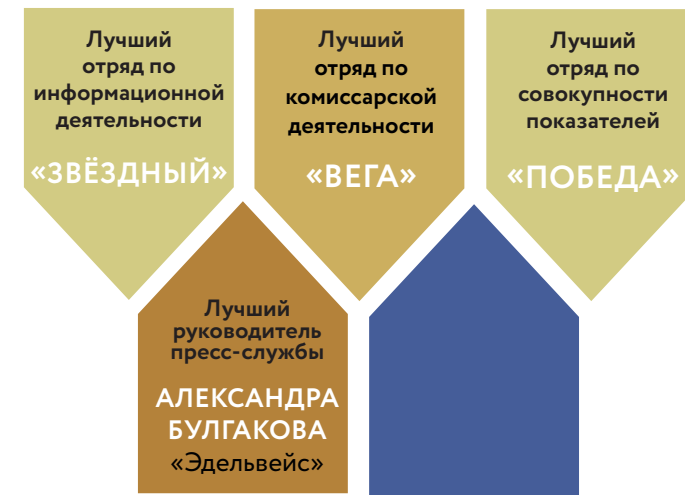 Лучший
отряд по
информационной
деятельности
«ЗВЁЗДНЫЙ»
Лучший
отряд по
комиссарской
деятельности
«ВЕГА»
Лучший
отряд по
совокупности
показателей
«ПОБЕДА»
Лучший
руководитель
пресс-службы
АЛЕКСАНДРА
БУЛГАКОВА
«Эдельвейс»